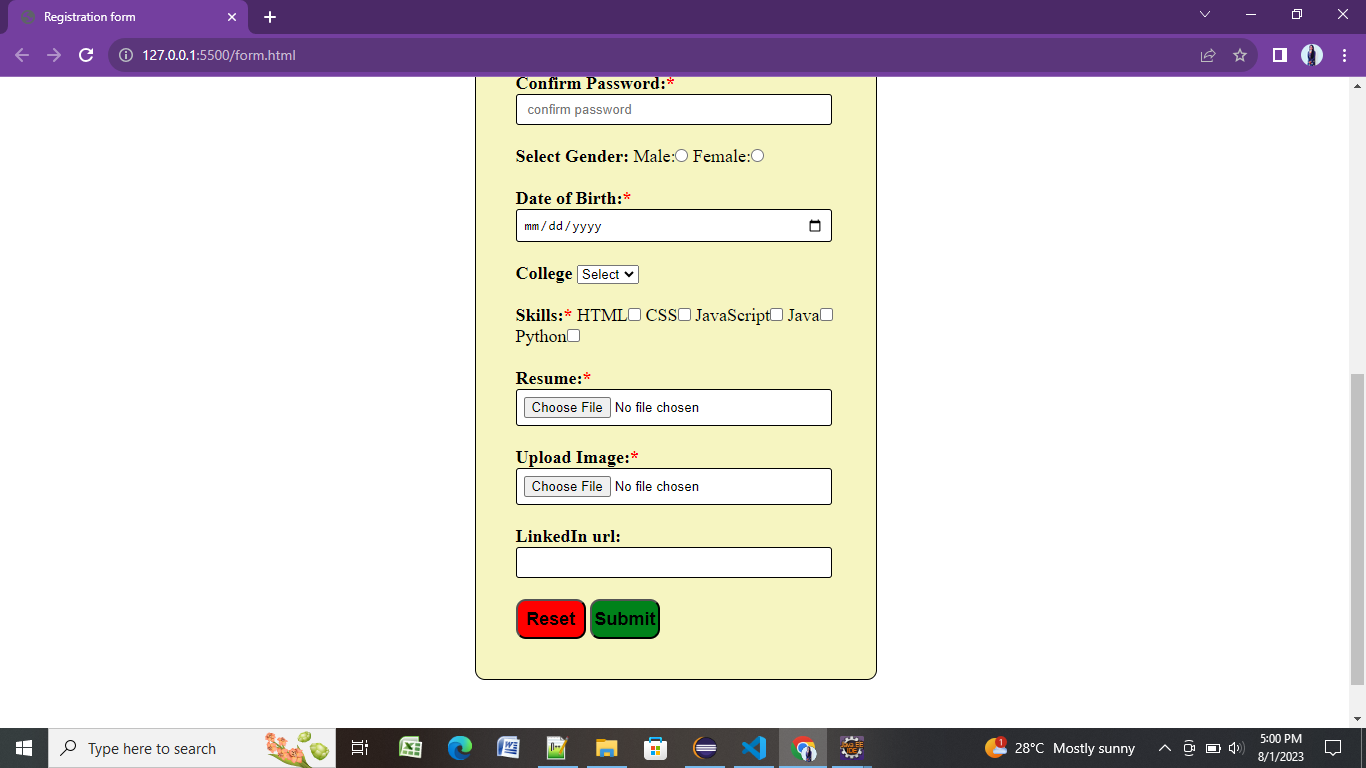 Registration form
127.0.0.1:5500/form.html
Confirm Password:*
confirm password
Select Gender: Male: Female:
Date of Birth:*
mm/dd/yyyy
College Select
Skills:* HTML CSS JavaScript Java
Python
Resume:*
Choose File No file chosen
Upload Image:*
Choose File No file chosen
LinkedIn url:
Reset Submit
Type here to search
1
28°C Mostly sunny
5:00 PM
8/1/2023